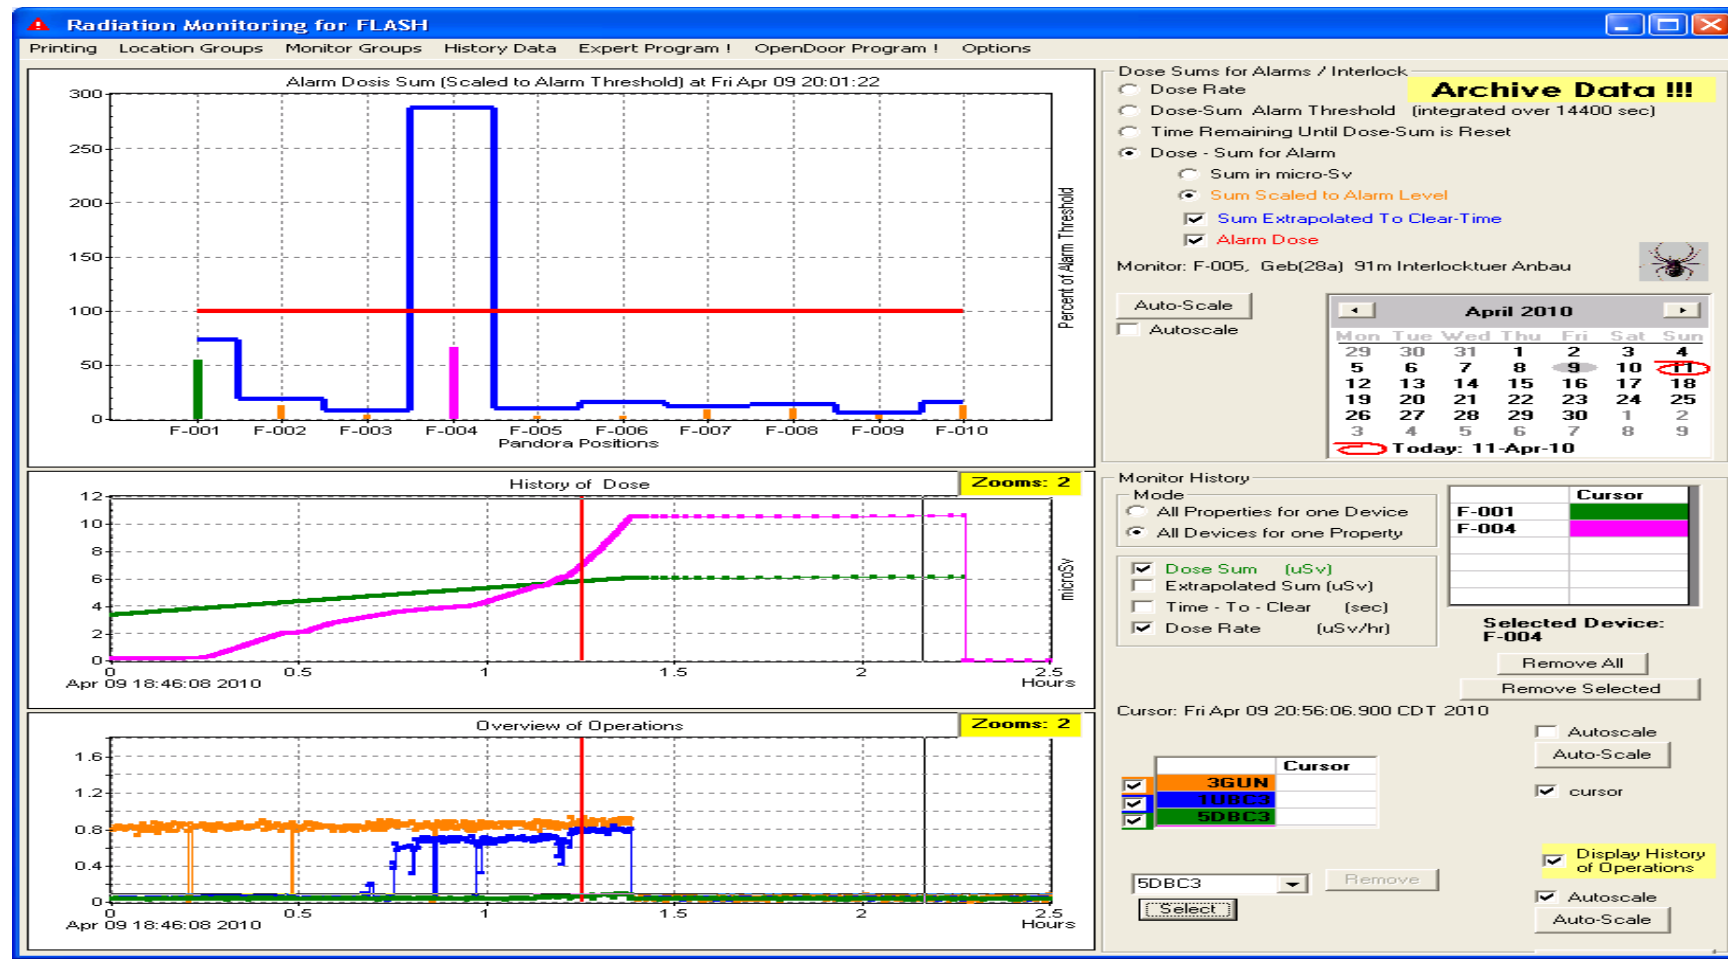 Radiation Monitoring for FLASH
Printing Location Groups Monitor Groups History Data Expert Program ! OpenDoor Program ! Options
Alarm Dosis Sum (Scaled to Alarm Threshold) at Fri Apr 09 20:01:22
300
250
200
150
100
50
0
Percent of Alarm Threshold
F-001 F-002 F-003 F-004 F-005 F-006 F-007 F-008 F-009 F-010
Pandora Positions
Dose Sums for Alarms / Interlock
Archive Data !!!
Dose Rate
Dose-Sum Alarm Threshold (integrated over 14400 sec)
Time Remaining Until Dose-Sum is Reset
Dose - Sum for Alarm
Sum in micro-Sv
Sum Scaled to Alarm Level
Sum Extrapolated To Clear-Time
Alarm Dose
Monitor: F-005, Geb(28a) 91m Interlocktuer Anbau
Auto-Scale
Autoscale
April 2010
Mon Tue Wed Thu Fri Sat Sun
29 30 31 1 2 3 4
5 6 7 8 9 10 11
12 13 14 15 16 17 18
19 20 21 22 23 24 25
26 27 28 29 30 1 2
3 4 5 6 7 8 9
Today: 11-Apr-10
History of Dose
Zooms: 2
12
10
8
6
4
2
0
microSv
0 0.5 1 1.5 2 2.5
Apr 09 18:46:08 2010
Hours
Monitor History
Mode
All Properties for one Device
All Devices for one Property
Dose Sum (uSv)
Extrapolated Sum (uSv)
Time - To - Clear (sec)
Dose Rate (uSv/hr)
Cursor
F-001
F-004
Selected Device:
F-004
Remove All
Remove Selected
Overview of Operations
Zooms: 2
1.6
1.2
0.8
0.4
0
0 0.5 1 1.5 2 2.5
Apr 09 18:46:08 2010
Hours
Cursor: Fri Apr 09 20:56:06.900 CDT 2010
Autoscale
Auto-Scale
cursor
Cursor
3GUN
1UBC3
5DBC3
Display History
of Operations
5DBC3
Remove
Select
Autoscale
Auto-Scale